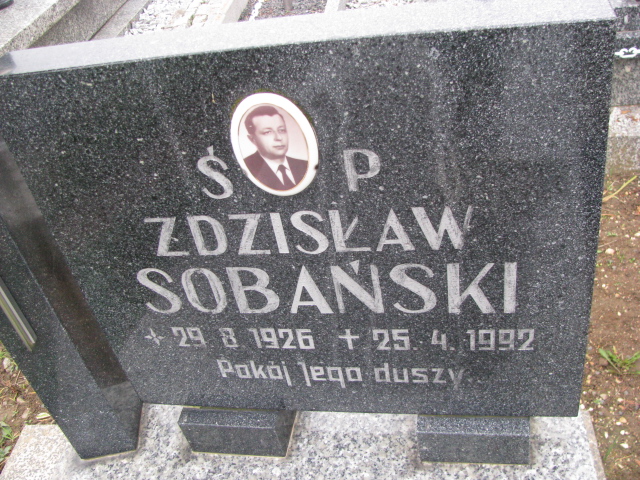 Ś P
ZDZISŁAW
SOBAŃSKI
29 8 1926 + 25. 4. 1992
Pokój Jego duszy